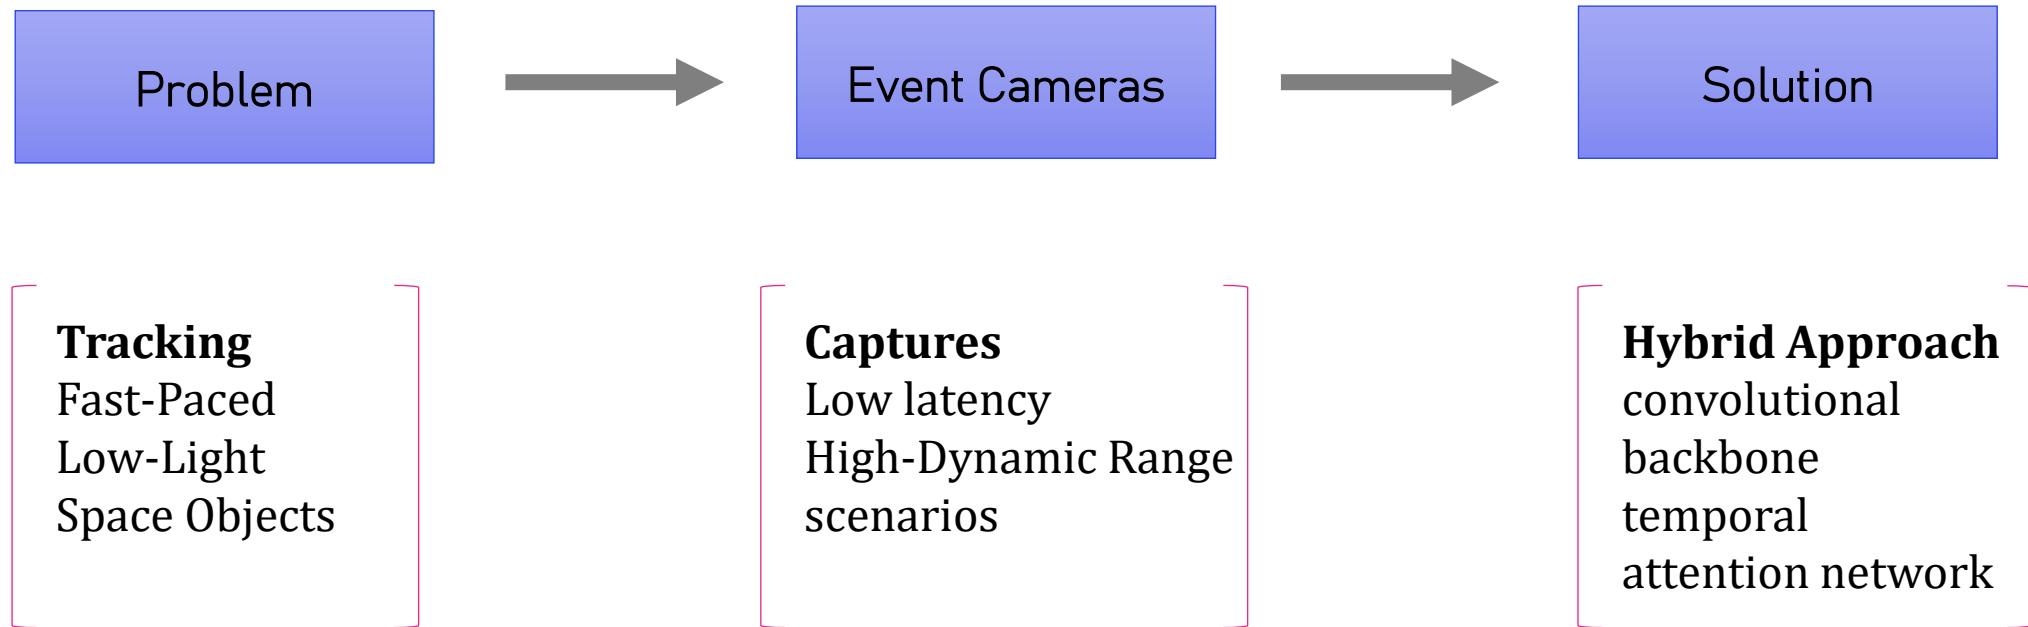 Problem
Event Cameras
Solution
Tracking
Fast-Paced
Low-Light
Space Objects
Captures
Low latency
High-Dynamic Range
scenarios
Hybrid Approach
convolutional
backbone
temporal
attention network